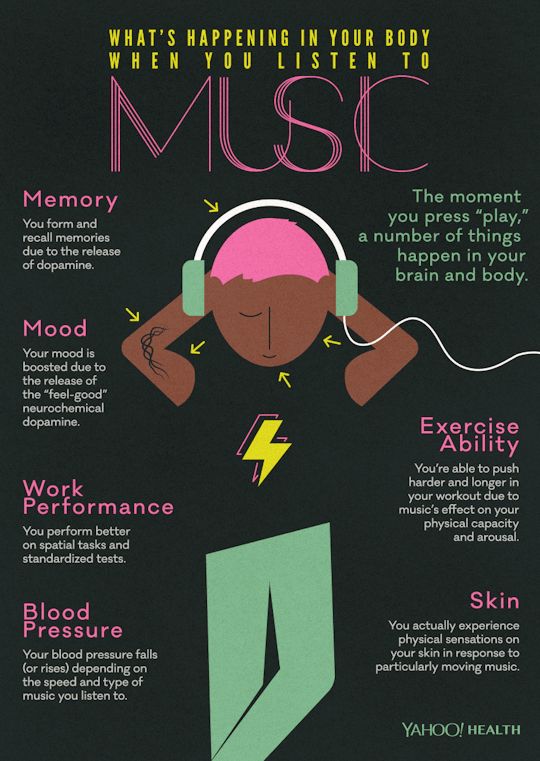 WHAT'S HAPPENING IN YOUR BODY
WHEN YOU LISTEN TO
MUSIC
Memory
You form and
recall memories
due to the release
of dopamine.
The moment
you press “play,”
a number of things
happen in your
brain and body.
Mood
Your mood is
boosted due to
the release of
the “feel-good”
neurochemical
dopamine.
Exercise
Ability
You're able to push
harder and longer in
your workout due to
music's effect on your
physical capacity
and arousal.
Work
Performance
You perform better
on spatial tasks and
standardized tests.
Skin
You actually experience
physical sensations on
your skin in response to
particularly moving music.
Blood
Pressure
Your blood pressure falls
(or rises) depending on
the speed and type of
music you listen to.
YAHOO! HEALTH